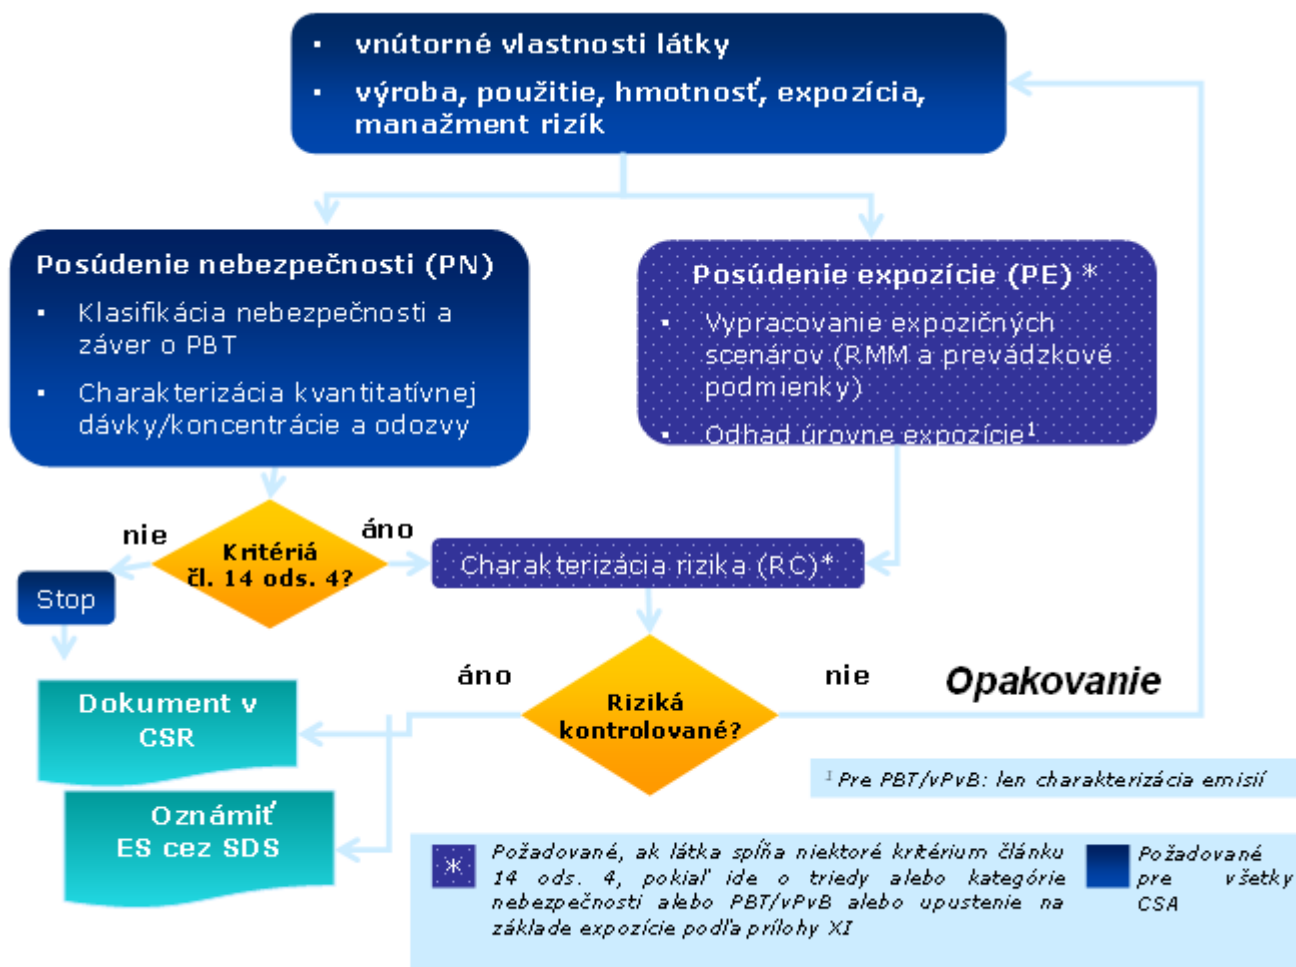 ▪ vnútorné vlastnosti látky
▪ výroba, použitie, hmotnosť, expozícia,
manažment rizík
Posúdenie nebezpečnosti (PN)
▪ Klasifikácia nebezpečnosti a
záver o PBT
▪ Charakterizácia kvantitatívnej
dávky/koncentrácie a odozvy
Posúdenie expozície (PE) *
▪ Vypracovanie expozičných
scenárov (RMM a prevádzkové
podmienky)
▪ Odhad úrovne expozície¹
nie
Kritériá
čl. 14 ods. 4?
áno
Charakterizácia rizika (RC)*
Stop
áno
Riziká
kontrolované?
nie
Opakovanie
Dokument v
CSR
Oznámiť
ES cez SDS
¹ Pre PBT/vPvB: len charakterizácia emisií
*
Požadované, ak látka spĺňa niektoré kritérium článku
14 ods. 4, pokiaľ ide o triedy alebo kategórie
nebezpečnosti alebo PBT/vPvB alebo upustenie na
základe expozície podľa prílohy XI
Požadované
pre všetky
CSA